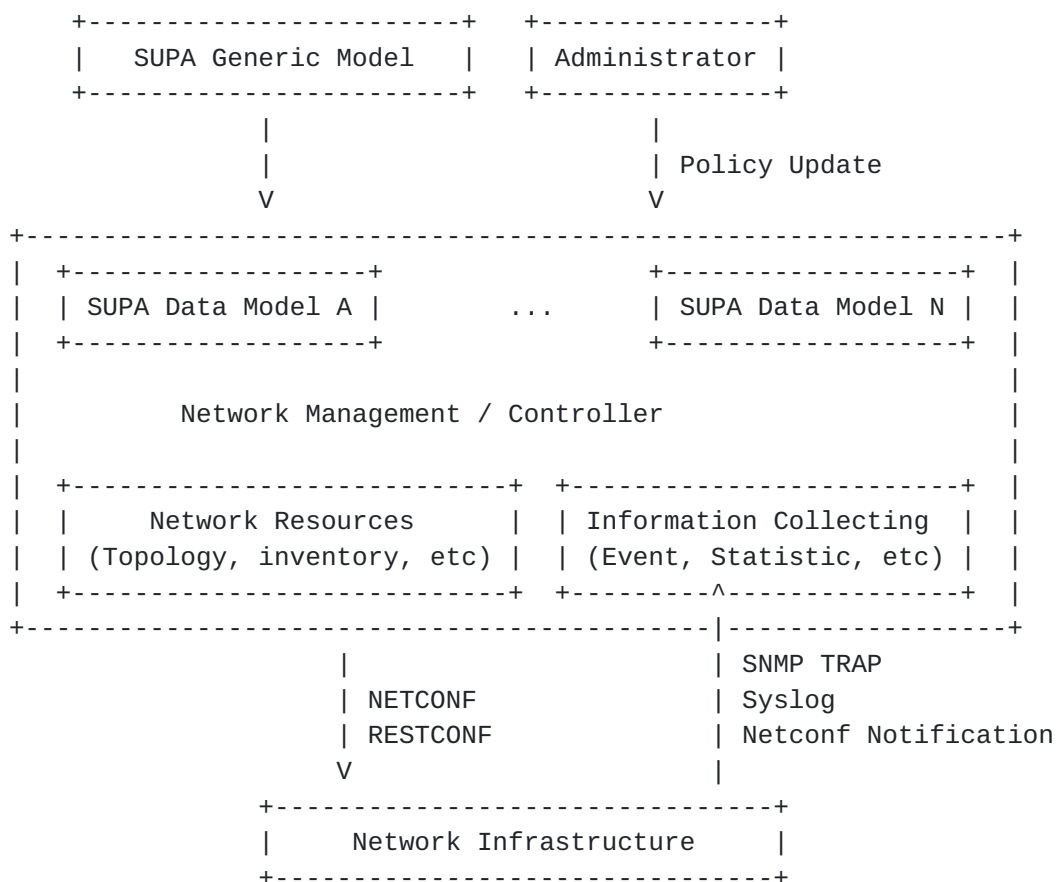 SUPA Generic Model Administrator
Policy Update
V V
SUPA Data Model A ... SUPA Data Model N
Network Management / Controller
Network Resources Information Collecting
(Topology, inventory, etc) (Event, Statistic, etc)
SNMP TRAP
NETCONF Syslog
RESTCONF Netconf Notification
V
Network Infrastructure